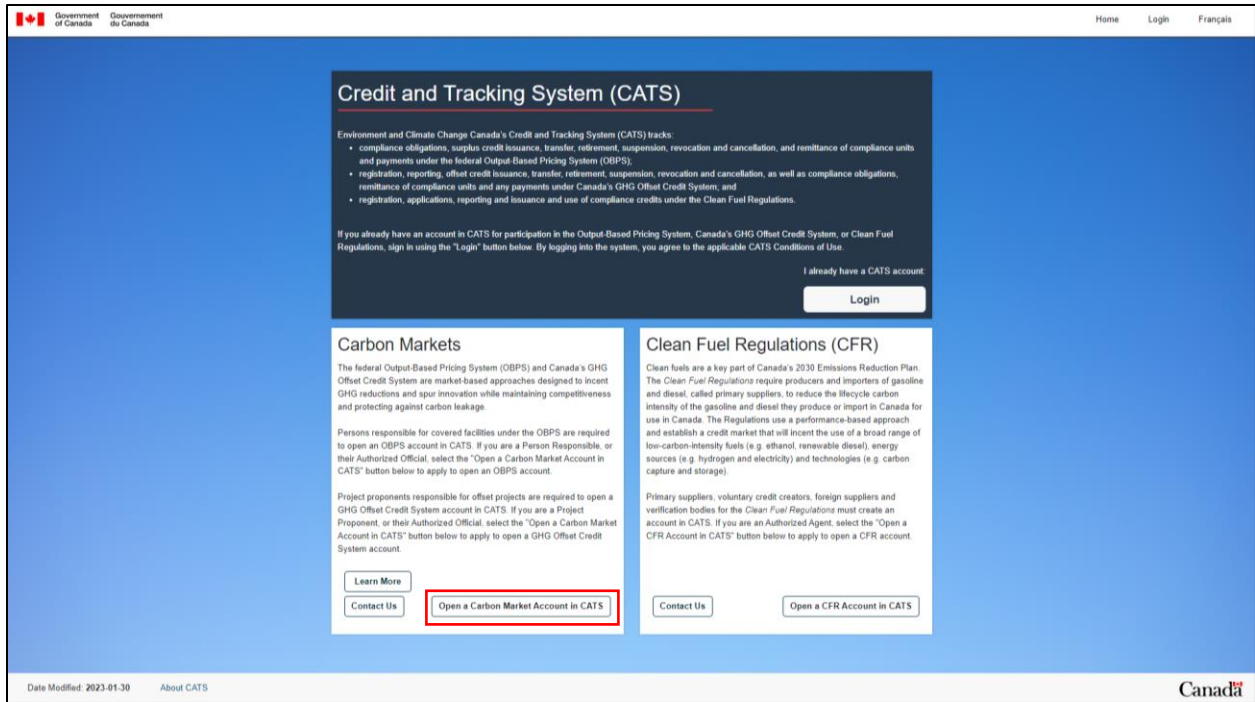 Government of Canada
Gouvernement du Canada
Home Login Français
Credit and Tracking System (CATS)
Environment and Climate Change Canada's Credit and Tracking System (CATS) tracks:
• compliance obligations, surplus credit issuance, transfer, retirement, suspension, revocation and cancellation, and remittance of compliance units
and payments under the federal Output-Based Pricing System (OBPS);
• registration, reporting, offset credit issuance, transfer, retirement, suspension, revocation and cancellation, as well as compliance obligations,
remittance of compliance units and any payments under Canada's GHG Offset Credit System, and
• registration, applications, reporting and issuance and use of compliance credits under the Clean Fuel Regulations.
If you already have an account in CATS for participation in the Output-Based Pricing System, Canada's GHG Offset Credit System, or Clean Fuel
Regulations, sign in using the "Login" button below. By logging into the system, you agree to the applicable CATS Conditions of Use.
I already have a CATS account:
Login
Carbon Markets
The federal Output-Based Pricing System (OBPS) and Canada's GHG
Offset Credit System are market-based approaches designed to incent
GHG reductions and spur innovation while maintaining competitiveness
and protecting against carbon leakage.
Persons responsible for covered facilities under the OBPS are required
to open an OBPS account in CATS. If you are a Person Responsible, or
their Authorized Official, select the "Open a Carbon Market Account in
CATS" button below to apply to open an OBPS account.
Project proponents responsible for offset projects are required to open a
GHG Offset Credit System account in CATS. If you are a Project
Proponent, or their Authorized Official, select the "Open a Carbon Market
Account in CATS" button below to apply to open a GHG Offset Credit
System account.
Learn More
Contact Us
Open a Carbon Market Account in CATS
Clean Fuel Regulations (CFR)
Clean fuels are a key part of Canada's 2030 Emissions Reduction Plan.
The Clean Fuel Regulations require producers and importers of gasoline
and diesel, called primary suppliers, to reduce the lifecycle carbon
intensity of the gasoline and diesel they produce or import in Canada for
use in Canada. The Regulations use a performance-based approach
and establish a credit market that will incent the use of a broad range of
low-carbon-intensity fuels (e.g. ethanol, renewable diesel), energy
sources (e.g. hydrogen and electricity) and technologies (e.g. carbon
capture and storage).
Primary suppliers, voluntary credit creators, foreign suppliers and
verification bodies for the Clean Fuel Regulations must create an
account in CATS. If you are an Authorized Agent, select the "Open a
CFR Account in CATS" button below to apply to open a CFR account.
Contact Us
Open a CFR Account in CATS
Date Modified: 2023-01-30 About CATS
Canada